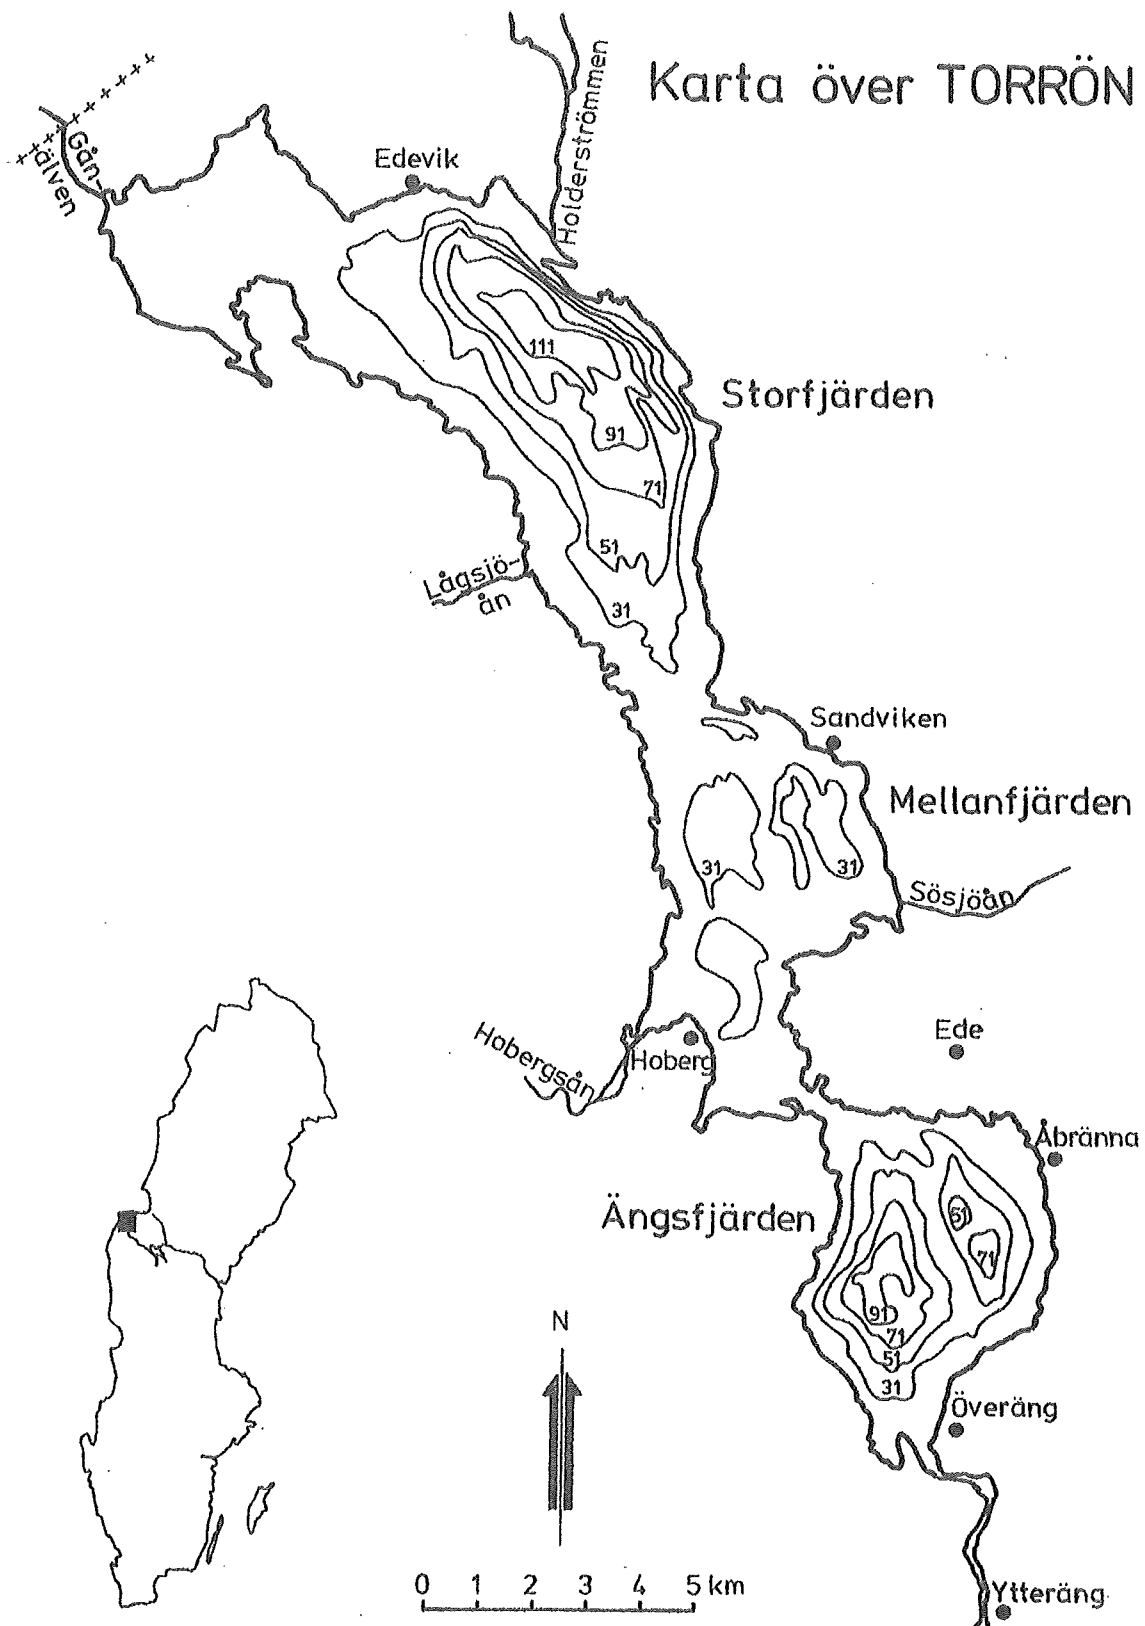 Karta över TORRÖN
Holderströmmen
Gån-
älven
Edevik
111
Storfjärden
91
71
51
Lågsjö-
ån
31
Sandviken
Mellanfjärden
31
31
Sösjöån
Ede
Hobergsån
Hoberg
Åbränna
Ängsfjärden
51
71
91
71
51
31
N
Överäng
0 1 2 3 4 5 km
Ytteräng